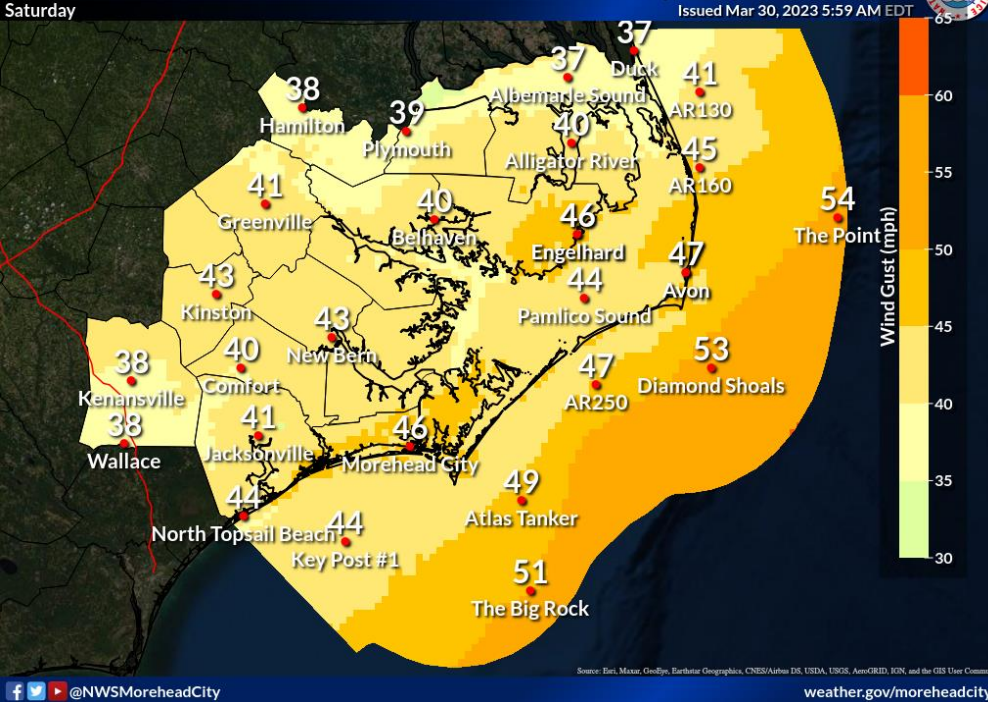 Saturday
Issued Mar 30, 2023 5:59 AM EDT
37
Duck
37
Albemarle Sound
41
AR130
38
Hamilton
39
Plymouth
40
Alligator River
45
AR160
41
Greenville
40
Belhaven
46
Engelhard
54
The Point
47
Avon
43
Kinston
44
Pamlico Sound
43
New Bern
38
Kenansville
40
Comfort
47
AR250
53
Diamond Shoals
38
Wallace
41
Jacksonville
46
Morehead City
44
North Topsail Beach
44
Key Post #1
49
Atlas Tanker
51
The Big Rock
Wind Gust (mph)
65
60
55
50
45
40
35
30
Source: Esri, Maxar, GeoEye, Earthstar Geographics, CNES/Airbus DS, USDA, USGS, AeroGRID, IGN, and the GIS User Commu
@NWSMoreheadCity
weather.gov/moreheadcity